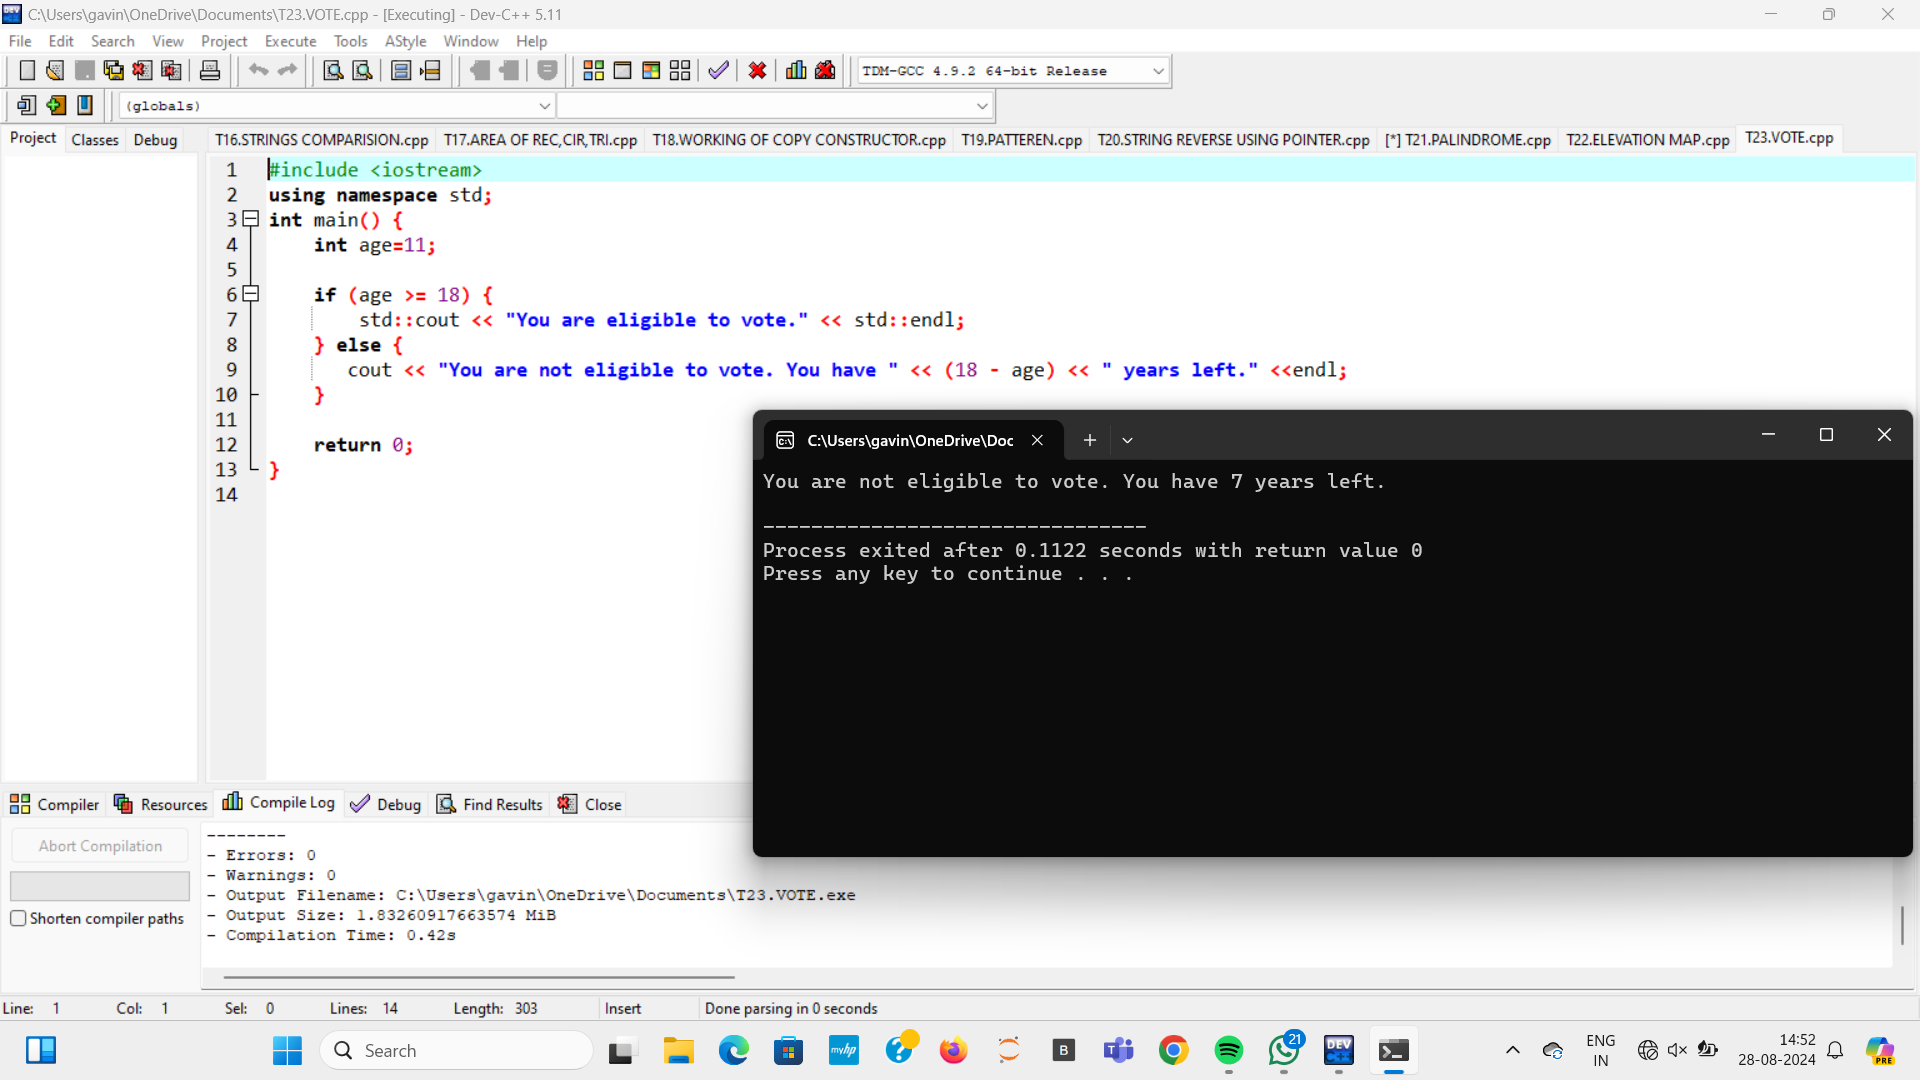 C:\Users\gavin\OneDrive\Documents\T23.VOTE.cpp - [Executing] - Dev-C++ 5.11
File Edit Search View Project Execute Tools AStyle Window Help
TDM-GCC 4.9.2 64-bit Release
(globals)
Project Classes Debug
T16.STRINGS COMPARISION.cpp T17.AREA OF REC,CIR,TRI.cpp T18.WORKING OF COPY CONSTRUCTOR.cpp T19.PATTEREN.cpp T20.STRING REVERSE USING POINTER.cpp [*] T21.PALINDROME.cpp T22.ELEVATION MAP.cpp T23.VOTE.cpp
1 #include <iostream>
2 using namespace std;
3 int main() {
4 int age=11;
5
6 if (age >= 18) {
7 std::cout << "You are eligible to vote." << std::endl;
8 } else {
9 cout << "You are not eligible to vote. You have " << (18 - age) << " years left." <<endl;
10 }
11
12 return 0;
13 }
14
C:\Users\gavin\OneDrive\Doc
You are not eligible to vote. You have 7 years left.
--------------------------------
Process exited after 0.1122 seconds with return value 0
Press any key to continue . . .
Compiler Resources Compile Log Debug Find Results Close
Abort Compilation
Shorten compiler paths
--------
- Errors: 0
- Warnings: 0
- Output Filename: C:\Users\gavin\OneDrive\Documents\T23.VOTE.exe
- Output Size: 1.83260917663574 MiB
- Compilation Time: 0.42s
Line: 1 Col: 1 Sel: 0 Lines: 14 Length: 303 Insert Done parsing in 0 seconds
Search
myhp
B
21
DEV C++
ENG
IN
14:52
28-08-2024
PRE